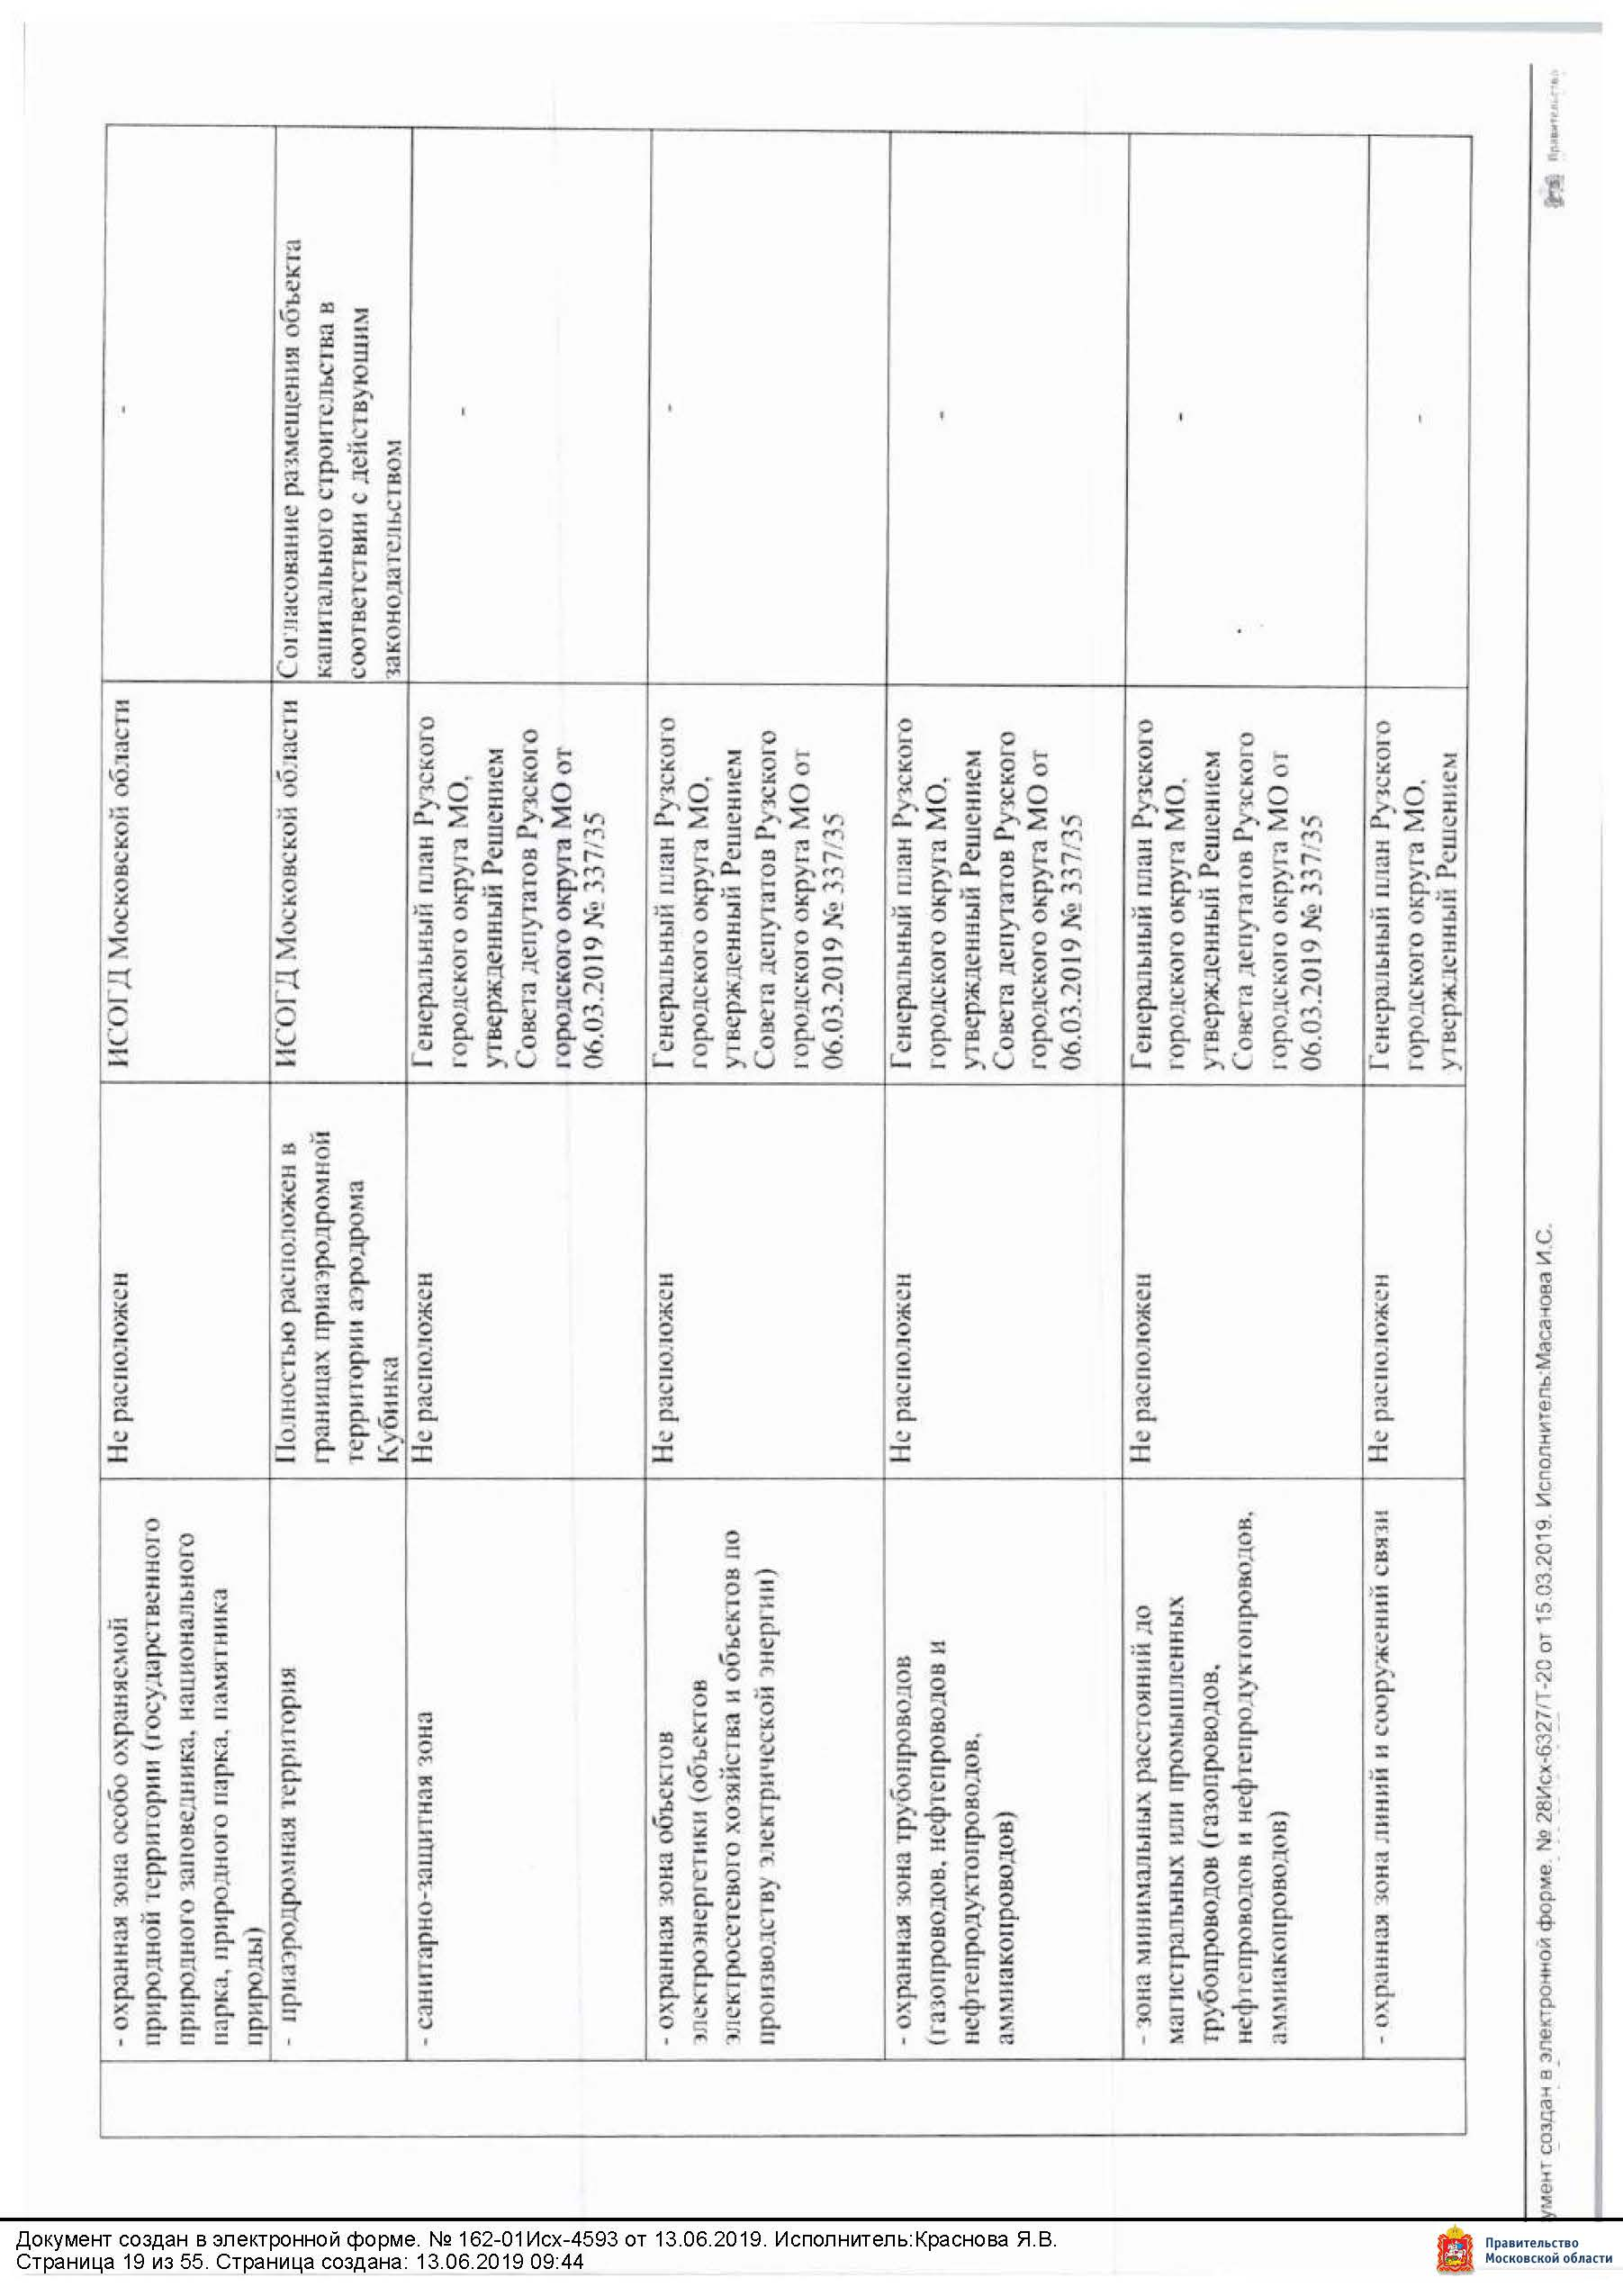 - охранная зона особо охраняемой
природной территории (государственного
природного заповедника, национального
парка, природного парка, памятника
природы)
Не расположен
ИСОГД Московской области
-
- приаэродромная территория
Полностью расположен в
границах приаэродромной
территории аэродрома
Кубинка
ИСОГД Московской области
Согласование размещения объекта
капитального строительства в
соответствии с действующим
законодательством
- санитарно-защитная зона
Не расположен
Генеральный план Рузского
городского округа МО,
утвержденный Решением
Совета депутатов Рузского
городского округа МО от
06.03.2019 № 337/35
-
- охранная зона объектов
электроэнергетики (объектов
электросетевого хозяйства и объектов по
производству электрической энергии)
Не расположен
Генеральный план Рузского
городского округа МО,
утвержденный Решением
Совета депутатов Рузского
городского округа МО от
06.03.2019 № 337/35
-
- охранная зона трубопроводов
(газопроводов, нефтепроводов и
нефтепродуктопроводов,
аммиакопроводов)
Не расположен
Генеральный план Рузского
городского округа МО,
утвержденный Решением
Совета депутатов Рузского
городского округа МО от
06.03.2019 № 337/35
-
- зона минимальных расстояний до
магистральных или промышленных
трубопроводов (газопроводов,
нефтепроводов и нефтепродуктопроводов,
аммиакопроводов)
Не расположен
Генеральный план Рузского
городского округа МО,
утвержденный Решением
Совета депутатов Рузского
городского округа МО от
06.03.2019 № 337/35
-
- охранная зона линий и сооружений связи
Не расположен
Генеральный план Рузского
городского округа МО,
утвержденный Решением
-
умент создан в электронной форме. № 28Исх-6327/Т-20 от 15.03.2019. Исполнитель:Масанова И.С.
Правительство
Документ создан в электронной форме. № 162-01Исх-4593 от 13.06.2019. Исполнитель:Краснова Я.В.
Страница 19 из 55. Страница создана: 13.06.2019 09:44
Правительство
Московской области